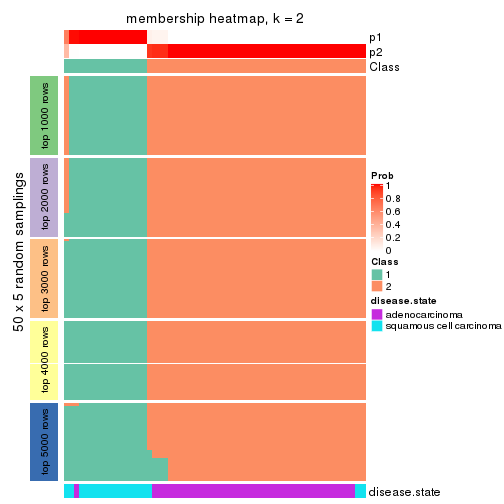 membership heatmap, k = 2
p1
p2
Class
50 x 5 random samplings
top 1000 rows
top 2000 rows
top 3000 rows
top 4000 rows
top 5000 rows
Prob
1
0.8
0.6
0.4
0.2
0
Class
1
2
disease.state
adenocarcinoma
squamous cell carcinoma
disease.state